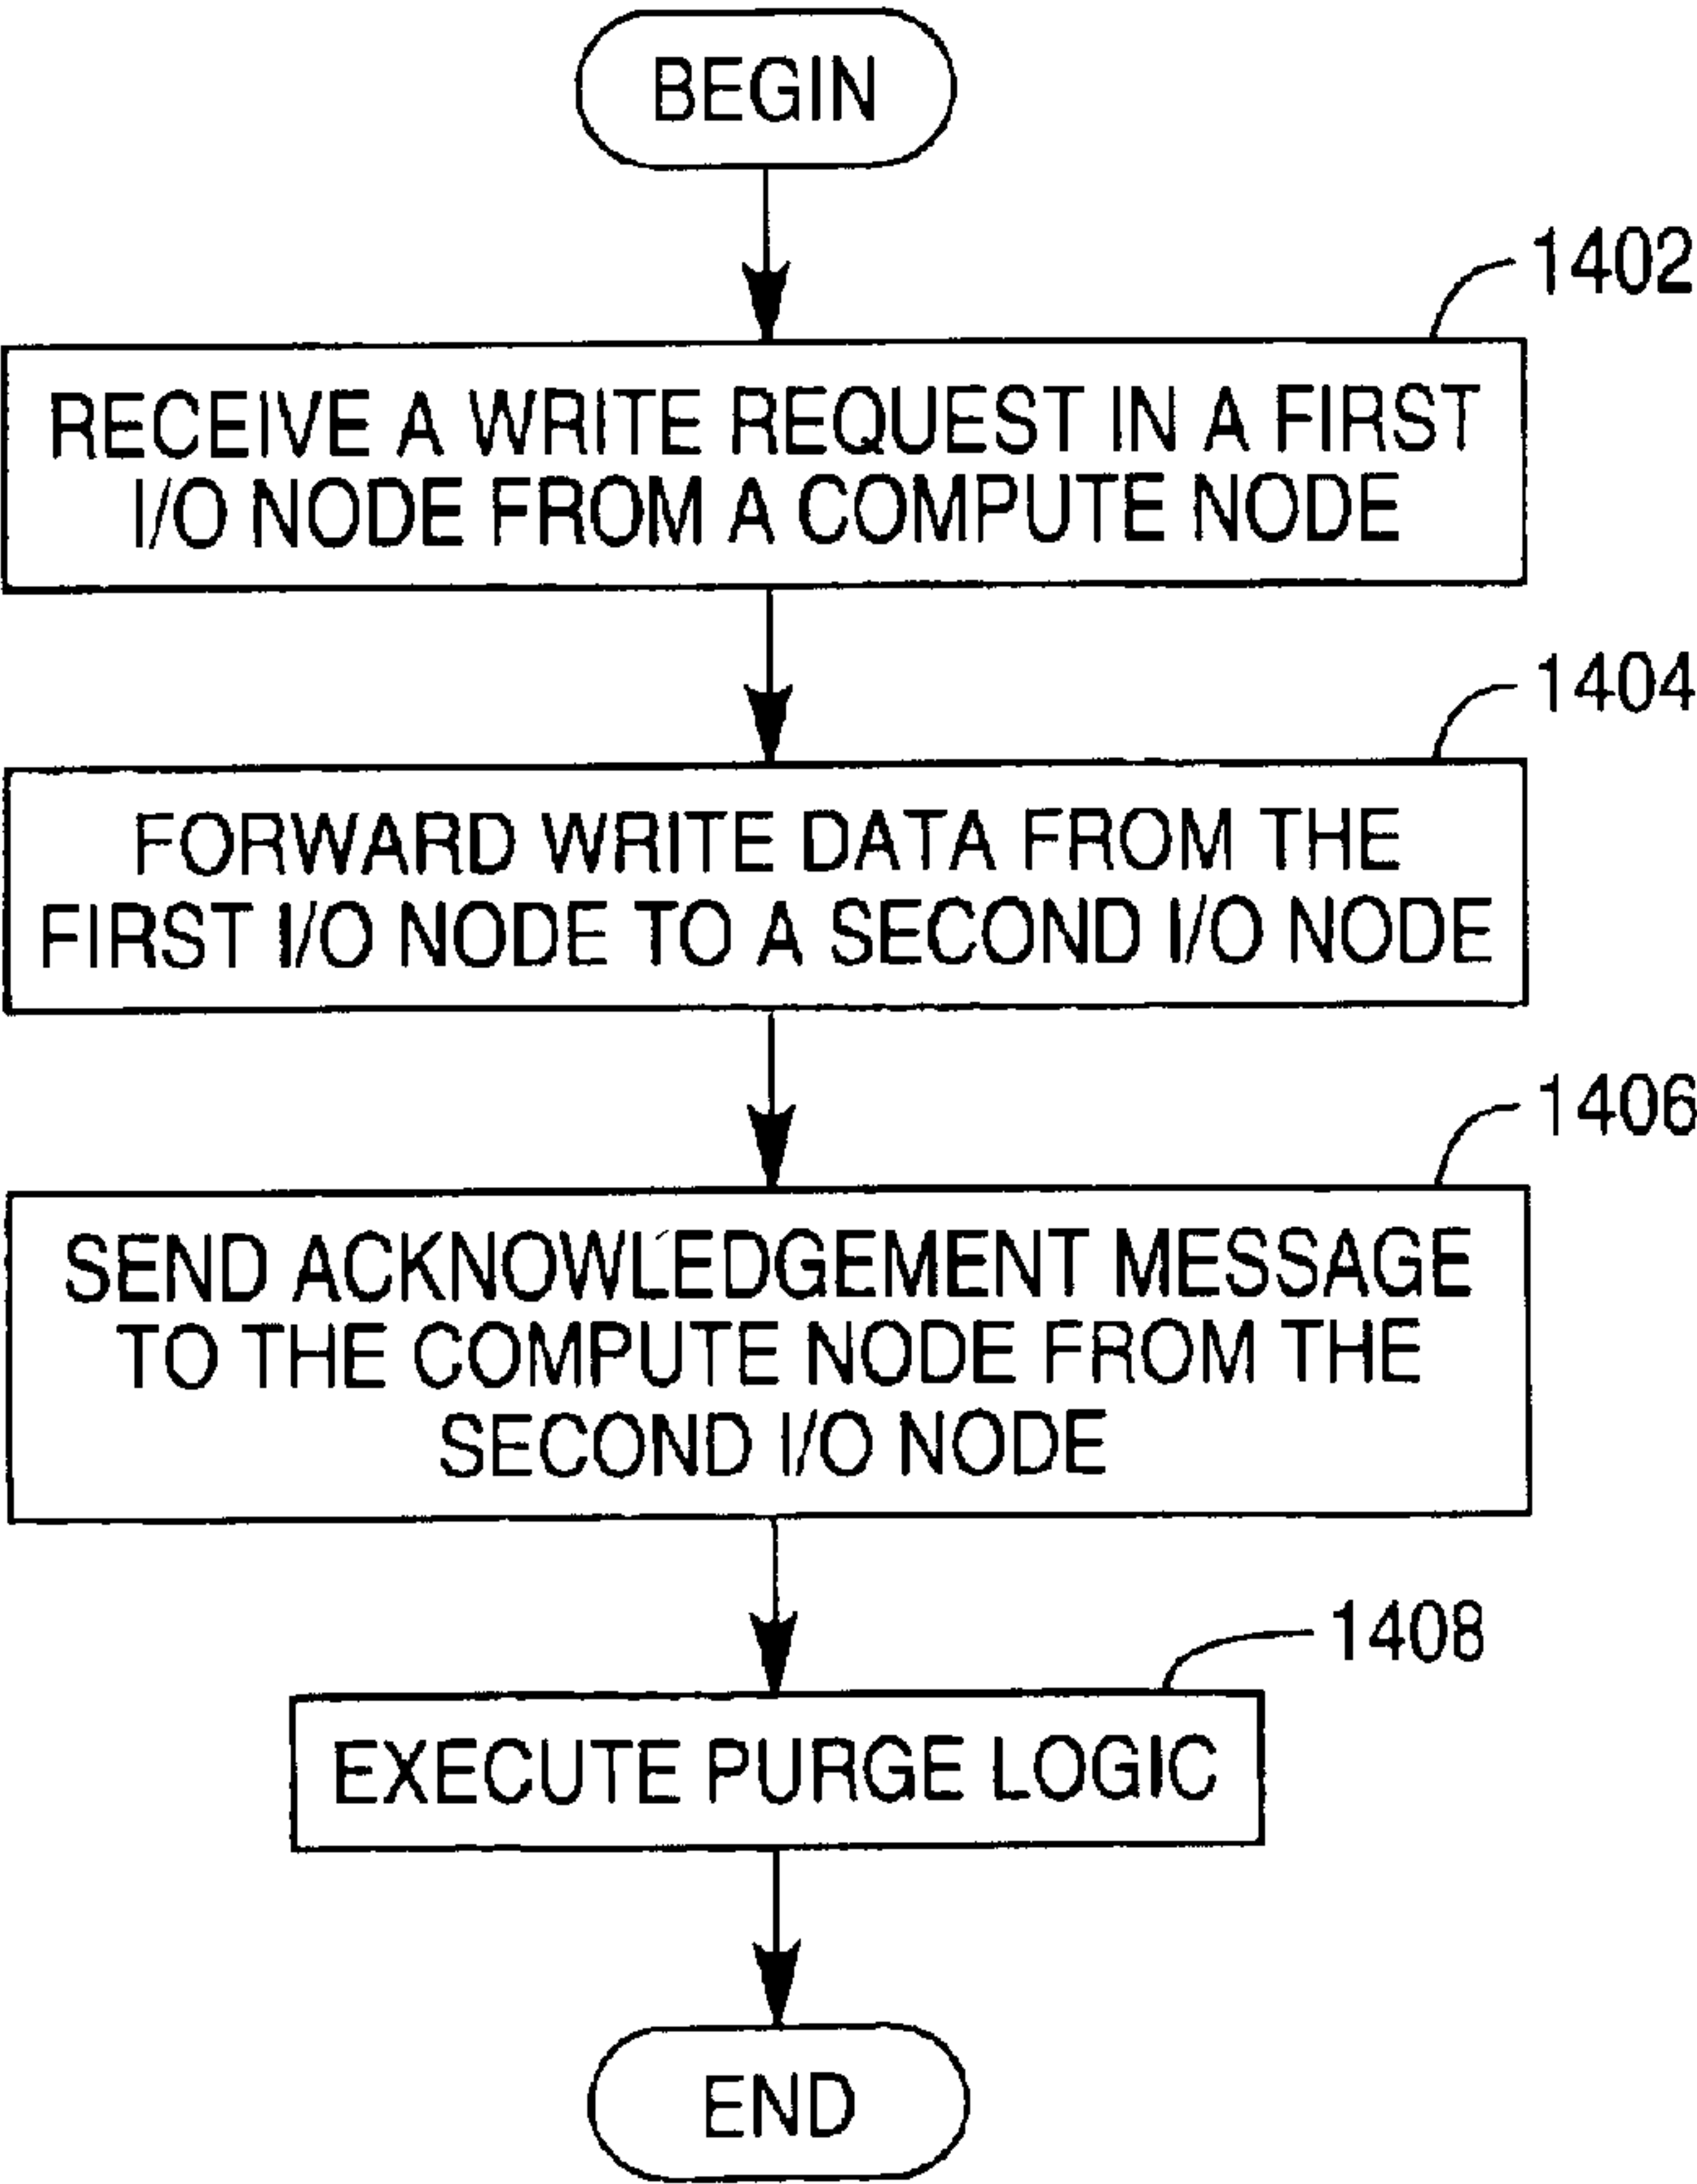 BEGIN
1402
RECEIVE A WRITE REQUEST IN A FIRST
I/O NODE FROM A COMPUTE NODE
1404
FORWARD WRITE DATA FROM THE
FIRST I/O NODE TO A SECOND I/O NODE
1406
SEND ACKNOWLEDGEMENT MESSAGE
TO THE COMPUTE NODE FROM THE
SECOND I/O NODE
1408
EXECUTE PURGE LOGIC
END